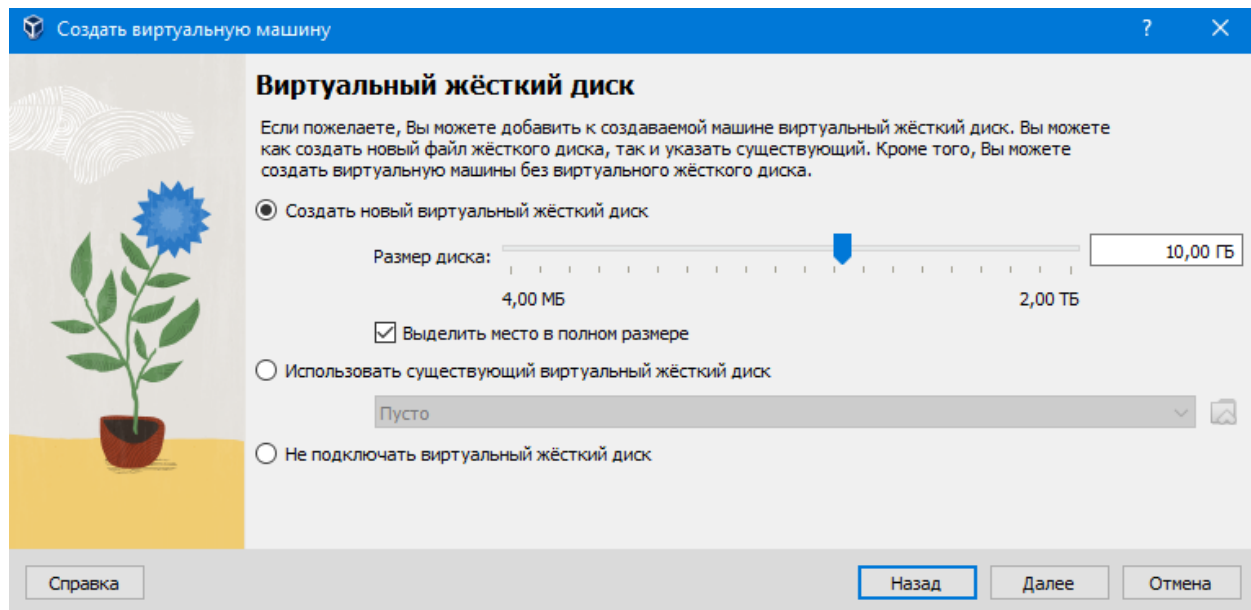 Создать виртуальную машину
?
Виртуальный жёсткий диск
Если пожелаете, Вы можете добавить к создаваемой машине виртуальный жёсткий диск. Вы можете
как создать новый файл жёсткого диска, так и указать существующий. Кроме того, Вы можете
создать виртуальную машины без виртуального жёсткого диска.
Создать новый виртуальный жёсткий диск
Размер диска:
10,00 ГБ
4,00 МБ
2,00 ТБ
Выделить место в полном размере
Использовать существующий виртуальный жёсткий диск
Пусто
Не подключать виртуальный жёсткий диск
Справка
Назад
Далее
Отмена